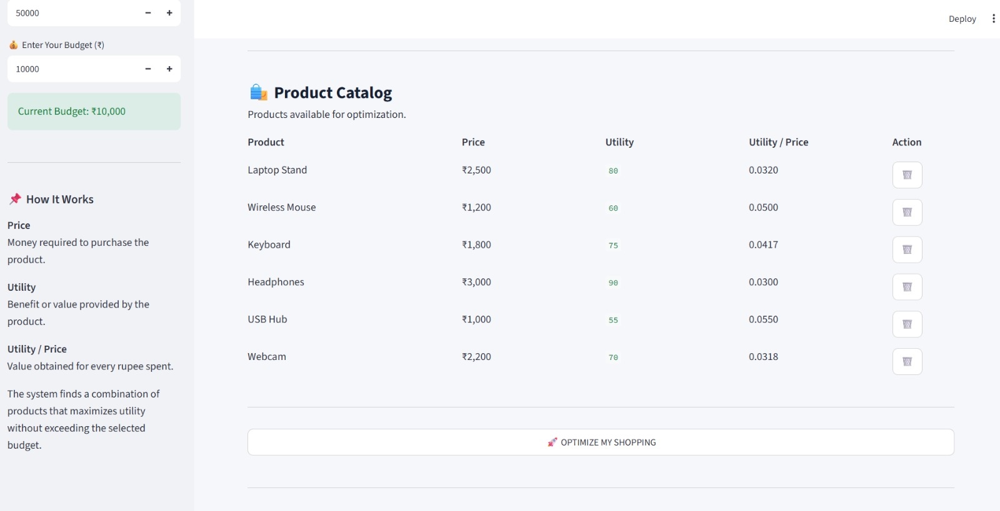 50000
Enter Your Budget (₹)
10000
Current Budget: ₹10,000
How It Works
Price
Money required to purchase the
product.
Utility
Benefit or value provided by the
product.
Utility / Price
Value obtained for every rupee spent.
The system finds a combination of
products that maximizes utility
without exceeding the selected
budget.
Deploy
Product Catalog
Products available for optimization.
Product Price Utility Utility / Price Action
Laptop Stand ₹2,500 80 0.0320
Wireless Mouse ₹1,200 60 0.0500
Keyboard ₹1,800 75 0.0417
Headphones ₹3,000 90 0.0300
USB Hub ₹1,000 55 0.0550
Webcam ₹2,200 70 0.0318
OPTIMIZE MY SHOPPING